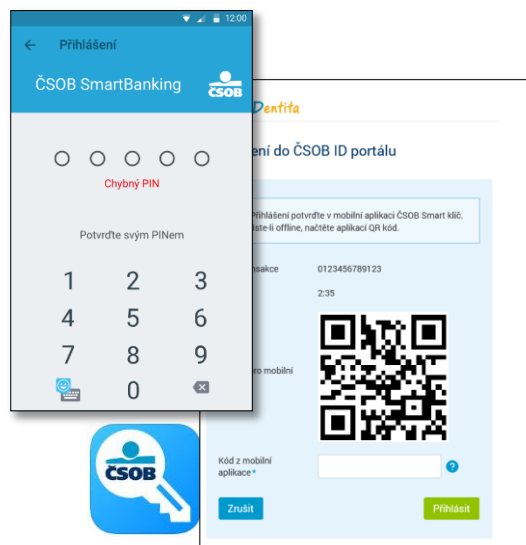 12:00
Přihlášení
ČSOB SmartBanking
ČSOB
Chybný PIN
Potvrďte svým PINem
1 2 3
4 5 6
7 8 9
0
Dentita
ení do ČSOB ID portálu
Přihlášení potvrďte v mobilní aplikaci ČSOB Smart klíč.
ste-li offline, načtěte aplikací QR kód.
nsakce 0123456789123
2:35
pro mobilní
Kód z mobilní
aplikace *
?
Zrušit
Přihlásit
ČSOB